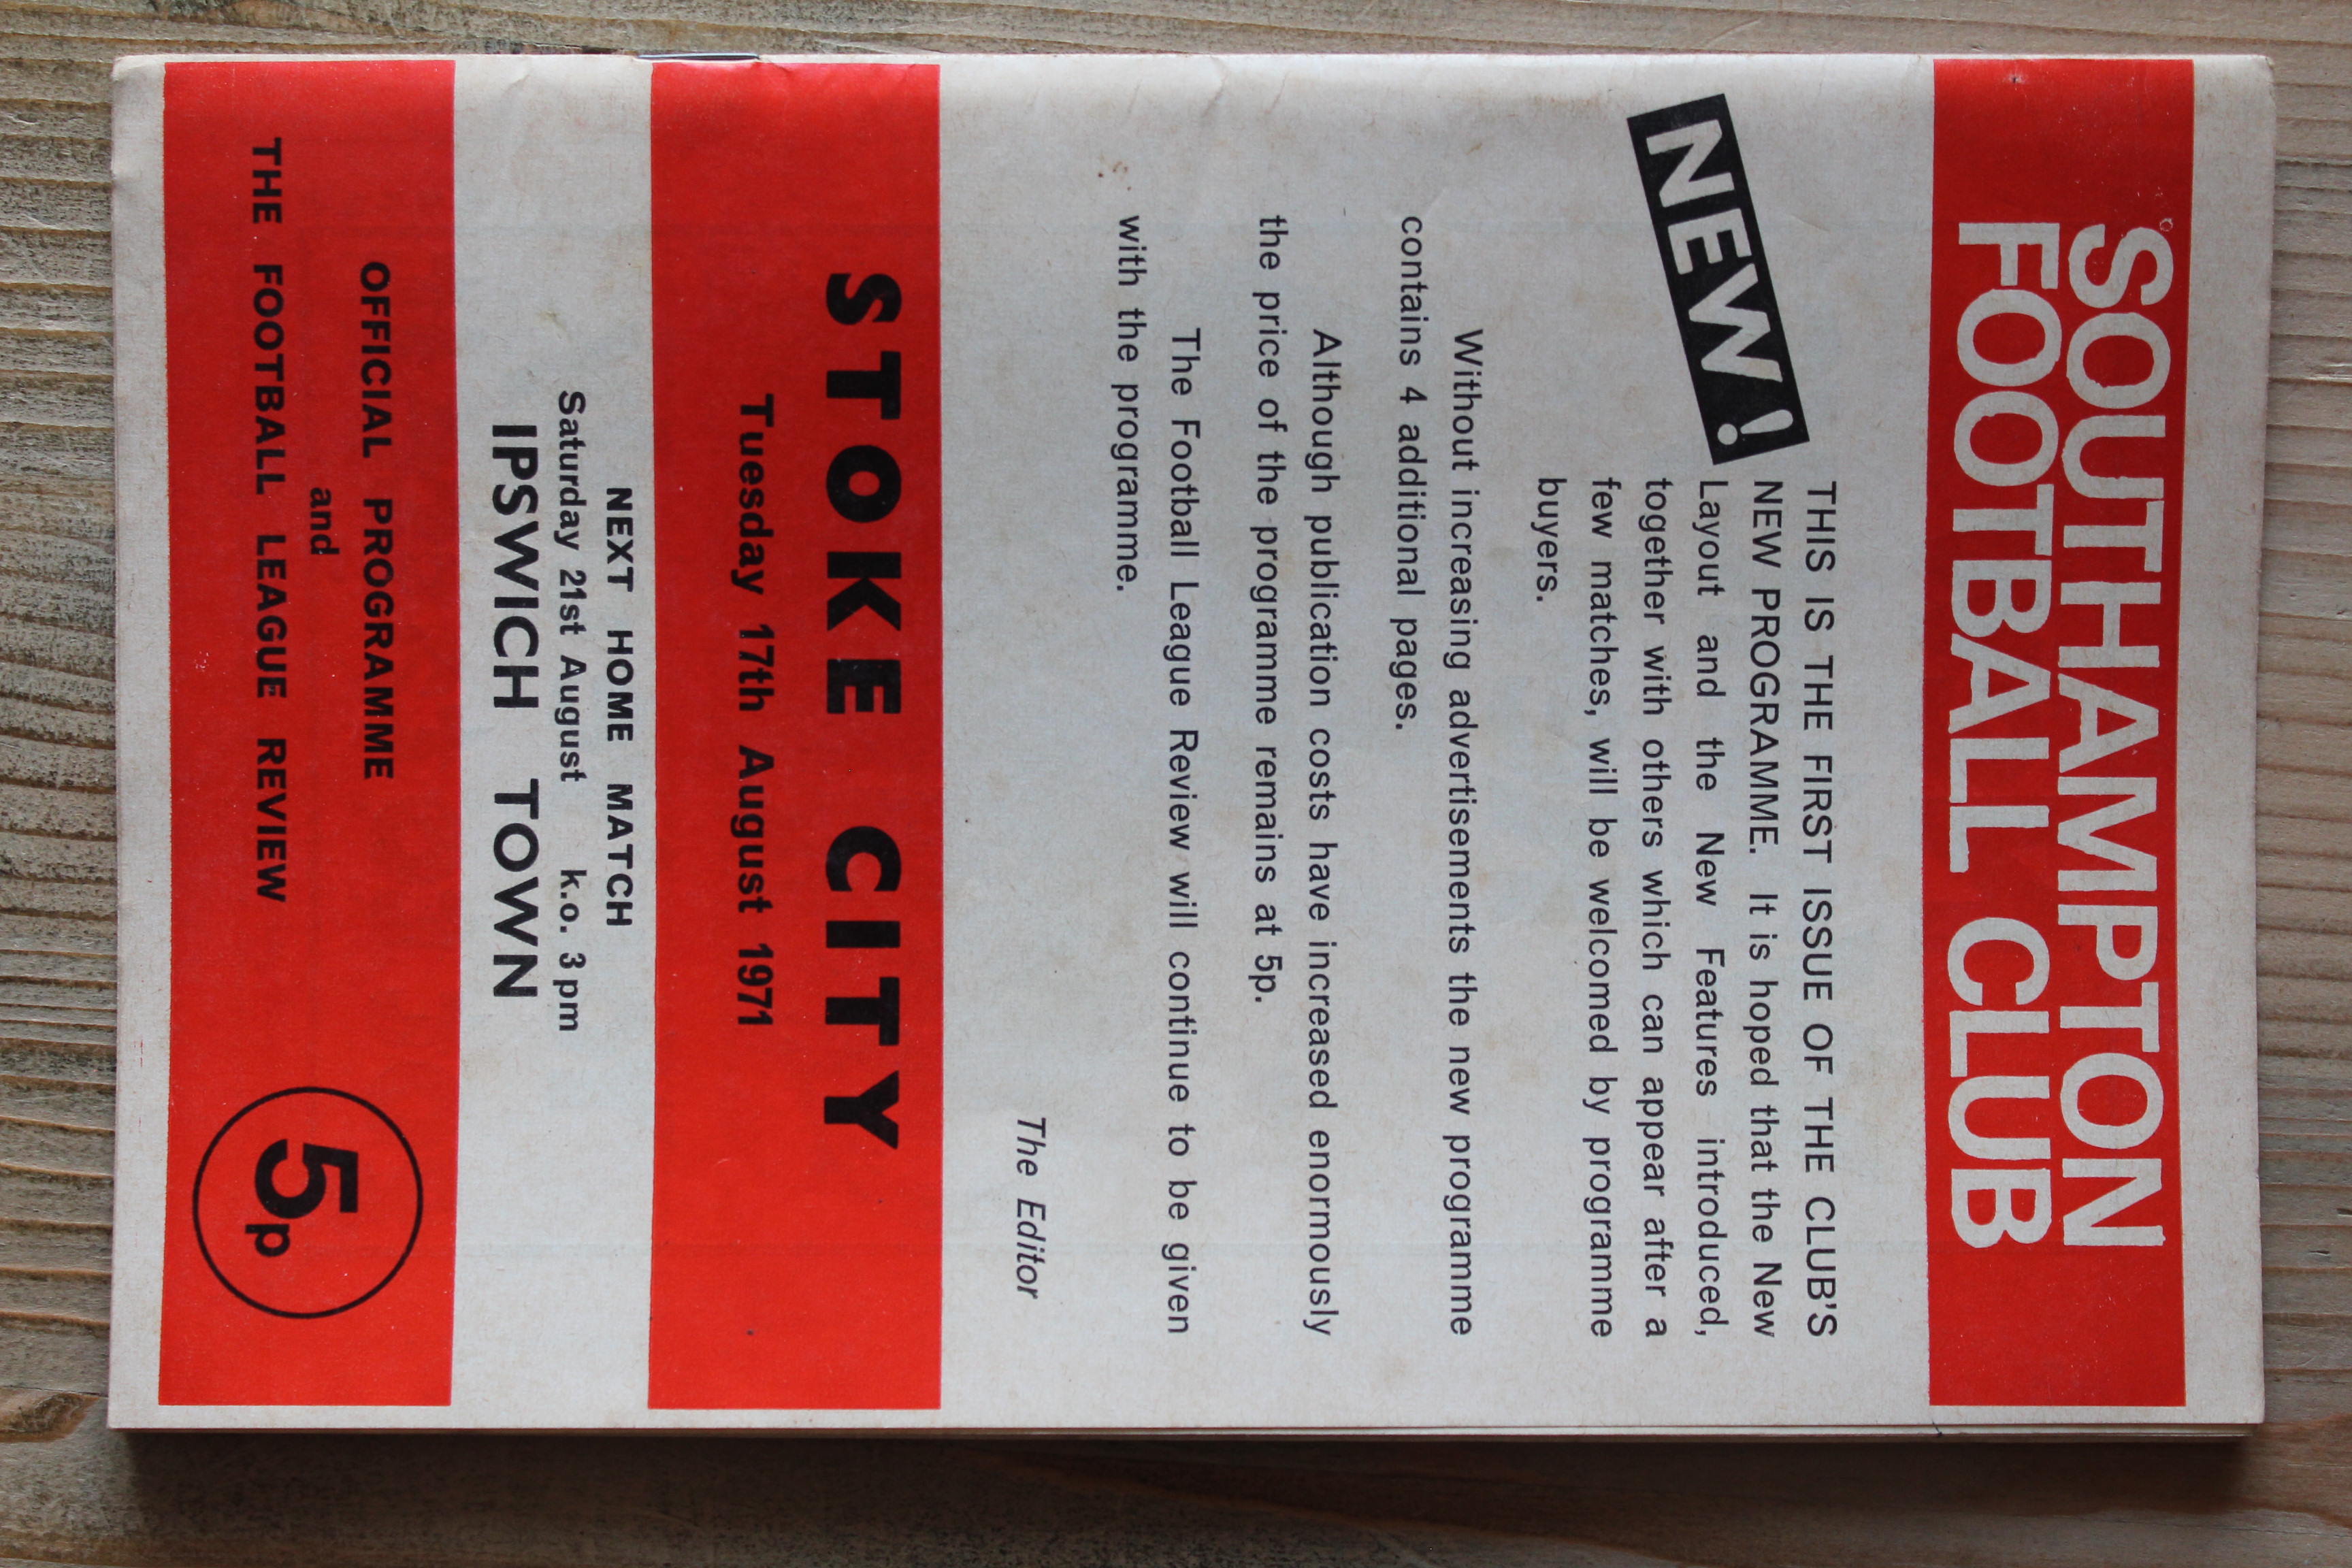 SOUTHAMPTON
FOOTBALL CLUB
NEW!
THIS IS THE FIRST ISSUE OF THE CLUB'S
NEW PROGRAMME. It is hoped that the New
Layout and the New Features introduced,
together with others which can appear after a
few matches, will be welcomed by programme
buyers.
Without increasing advertisements the new programme
contains 4 additional pages.
Although publication costs have increased enormously
the price of the programme remains at 5p.
The Football League Review will continue to be given
with the programme.
The Editor
STOKE CITY
Tuesday 17th August 1971
NEXT HOME MATCH
Saturday 21st August k.o. 3pm
IPSWICH TOWN
OFFICIAL PROGRAMME
and
THE FOOTBALL LEAGUE REVIEW
5p